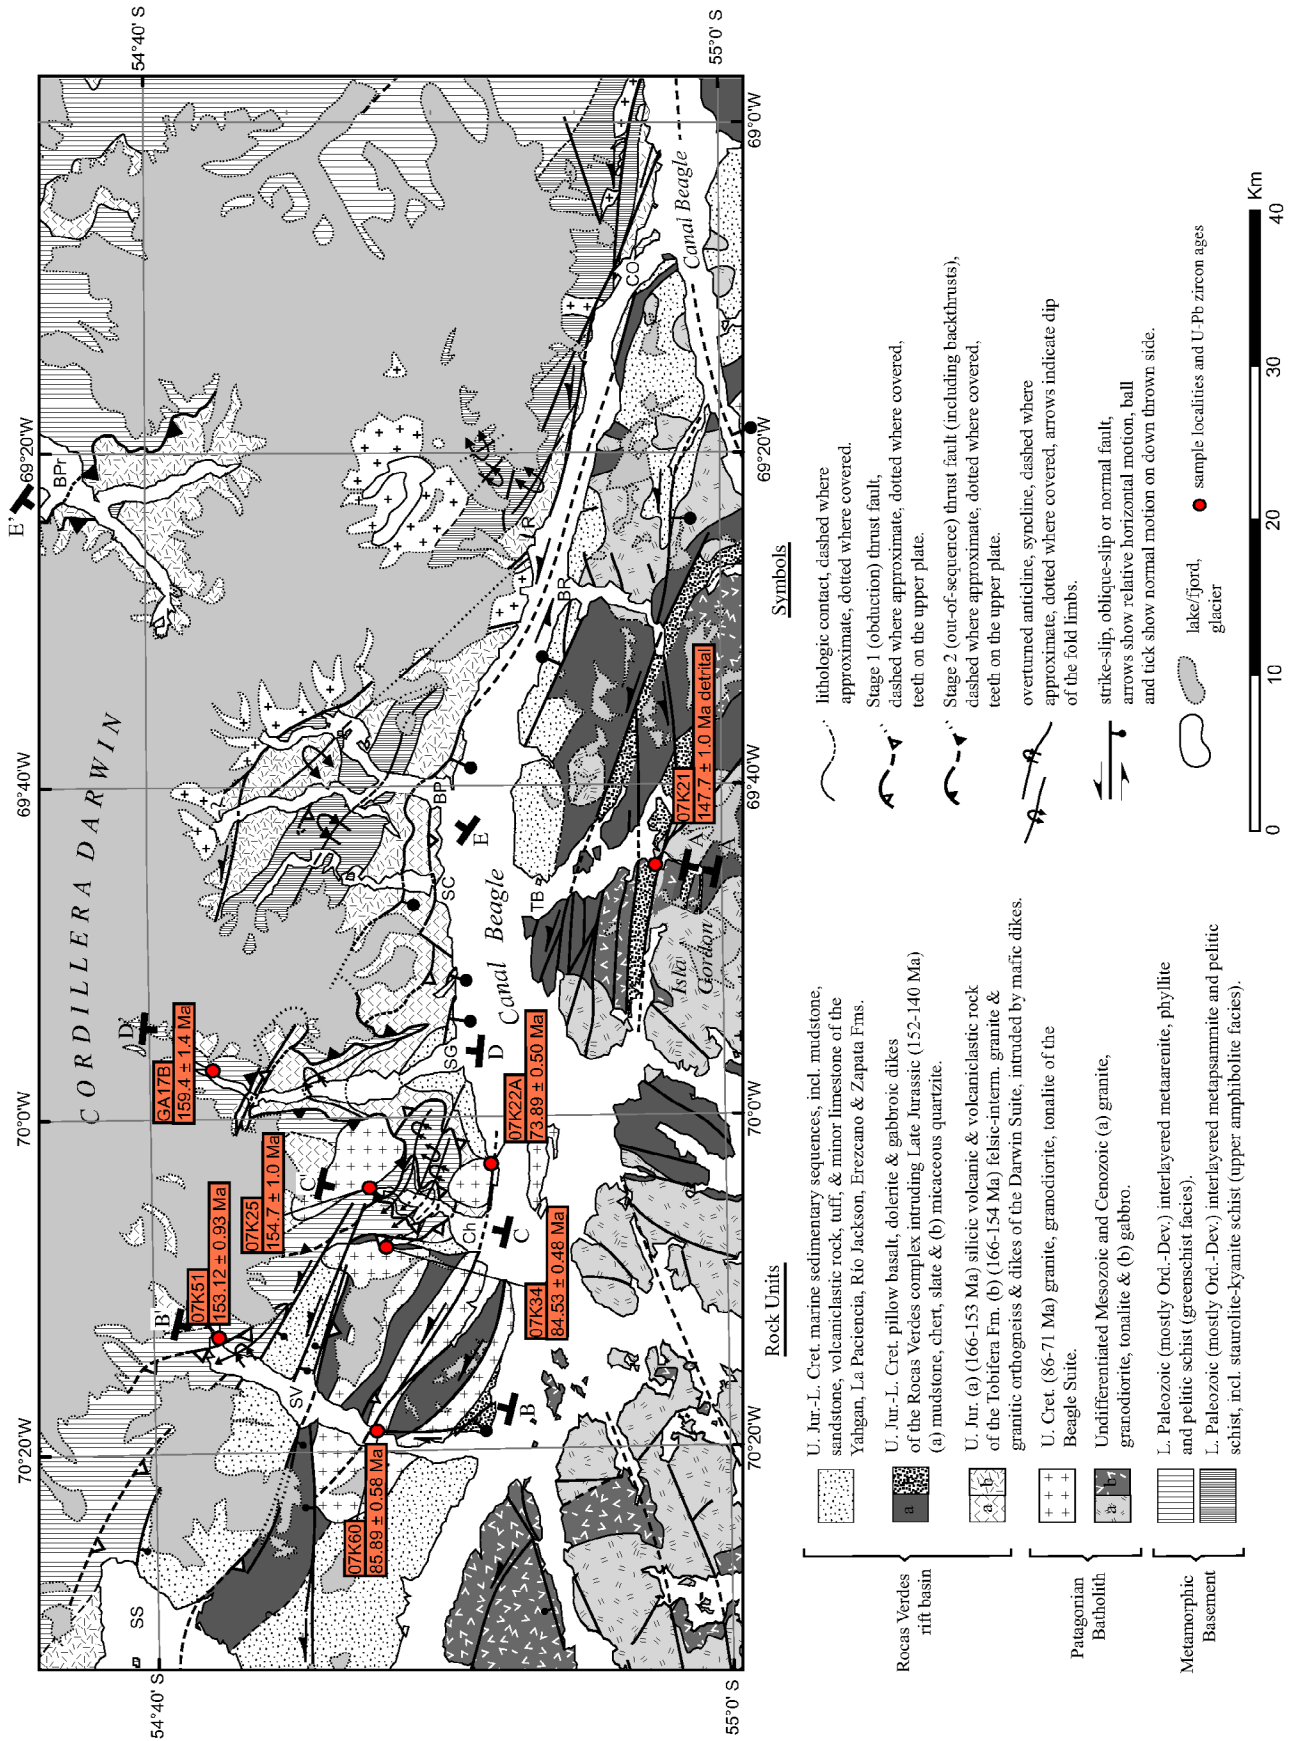 54°40' S
55°0' S
69°0'W
69°20'W
69°40'W
70°0'W
70°20'W
69°20'W
69°40'W
70°0'W
70°20'W
54°40' S
55°0' S
CORDILLERA DARWIN
Canal Beagle
Canal Beagle
Isla
Gordon
E'
BPr
CO
LR
BR
BP
E
SC
TB
A
A'
D'
D
SG
C'
C
Ch
B'
B
SV
SS
GA17B
159.4 ± 1.4 Ma
07K25
154.7 ± 1.0 Ma
07K51
153.12 ± 0.93 Ma
07K22A
73.89 ± 0.50 Ma
07K34
84.53 ± 0.48 Ma
07K60
85.89 ± 0.58 Ma
07K21
147.7 ± 1.0 Ma detrital
Rock Units
U. Jur.-L. Cret. marine sedimentary sequences, incl. mudstone,
sandstone, volcaniclastic rock, tuff, & minor limestone of the
Yahgan, La Paciencia, Río Jackson, Erezcano & Zapata Fms.
a
b
U. Jur.-L. Cret. pillow basalt, dolerite & gabbroic dikes
of the Rocas Verdes complex intruding Late Jurassic (152-140 Ma)
(a) mudstone, chert, slate & (b) micaceous quartzite.
a
b
U. Jur. (a) (166-153 Ma) silicic volcanic & volcaniclastic rock
of the Tobifera Fm. (b) (166-154 Ma) felsic-interm. granite &
granitic orthogneiss & dikes of the Darwin Suite, intruded by mafic dikes.
U. Cret. (86-71 Ma) granite, granodiorite, tonalite of the
Beagle Suite.
a
b
Undifferentiated Mesozoic and Cenozoic (a) granite,
granodiorite, tonalite & (b) gabbro.
L. Paleozoic (mostly Ord.-Dev.) interlayered metaarenite, phyllite
and pelitic schist (greenschist facies).
L. Paleozoic (mostly Ord.-Dev.) interlayered metapsammite and pelitic
schist, incl. staurolite-kyanite schist (upper amphibolite facies).
Rocas Verdes
rift basin
Patagonian
Batholith
Metamorphic
Basement
Symbols
lithologic contact, dashed where
approximate, dotted where covered.
Stage 1 (obduction) thrust fault,
dashed where approximate, dotted where covered,
teeth on the upper plate.
Stage 2 (out-of-sequence) thrust fault (including backthrusts),
dashed where approximate, dotted where covered,
teeth on the upper plate.
overturned anticline, syncline, dashed where
approximate, dotted where covered, arrows indicate dip
of the fold limbs.
strike-slip, oblique-slip or normal fault,
arrows show relative horizontal motion, ball
and tick show normal motion on down thrown side.
lake/fjord,
glacier
sample localities and U-Pb zircon ages
0
10
20
30
40
Km